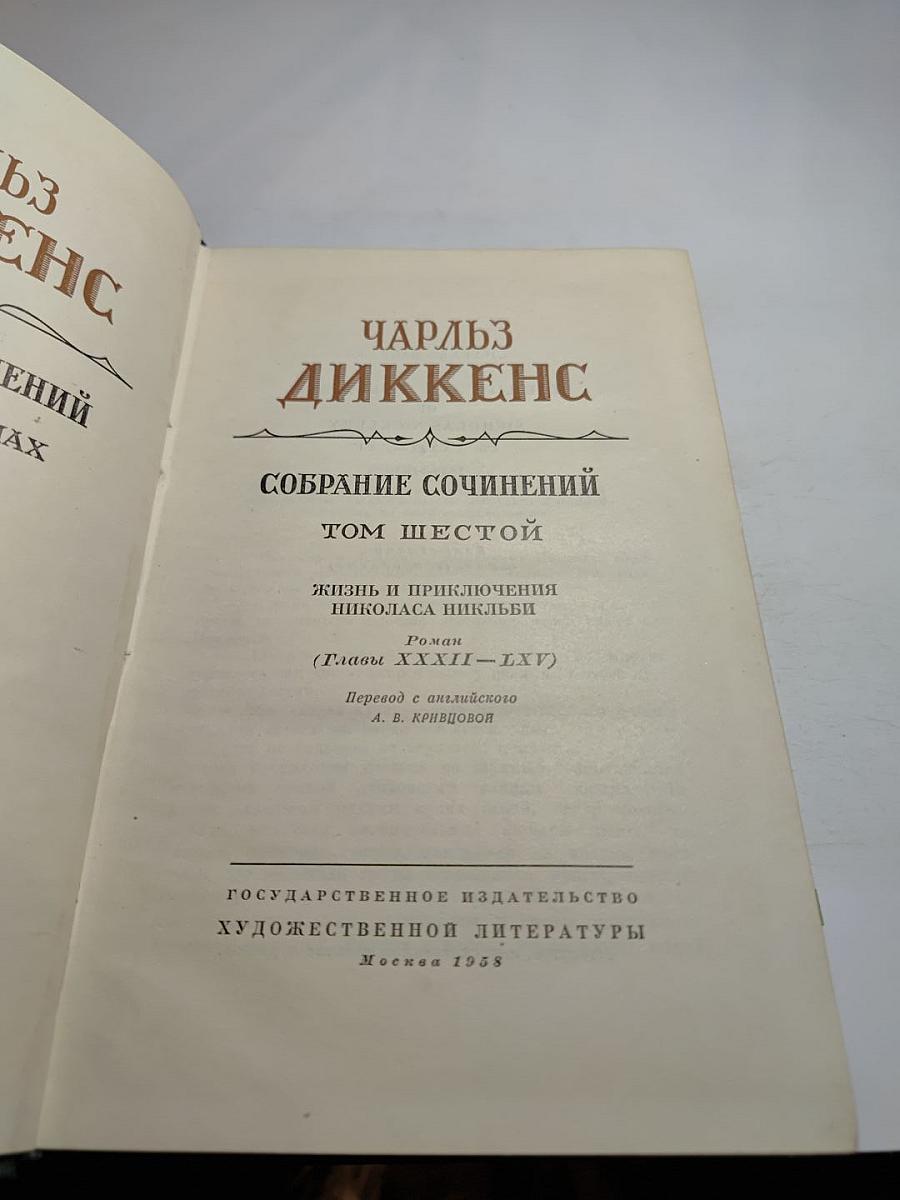 ЧАРЛЬЗ
ДИККЕНС
СОБРАНИЕ СОЧИНЕНИЙ
ТОМ ШЕСТОЙ
ЖИЗНЬ И ПРИКЛЮЧЕНИЯ
НИКОЛАСА НИКЛЬБИ
Роман
(Главы XXXII—LXV)
Перевод с английского
А. В. КРИВЦОВОЙ
ГОСУДАРСТВЕННОЕ ИЗДАТЕЛЬСТВО
ХУДОЖЕСТВЕННОЙ ЛИТЕРАТУРЫ
Москва 1958